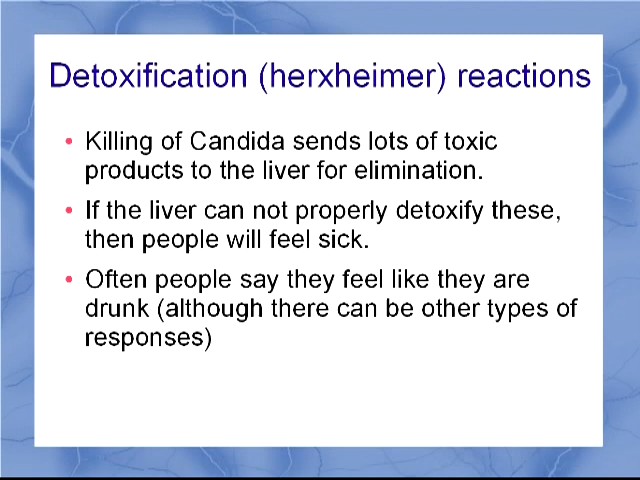 Detoxification (herxheimer) reactions
• Killing of Candida sends lots of toxic
products to the liver for elimination.
• If the liver can not properly detoxify these,
then people will feel sick.
• Often people say they feel like they are
drunk (although there can be other types of
responses)